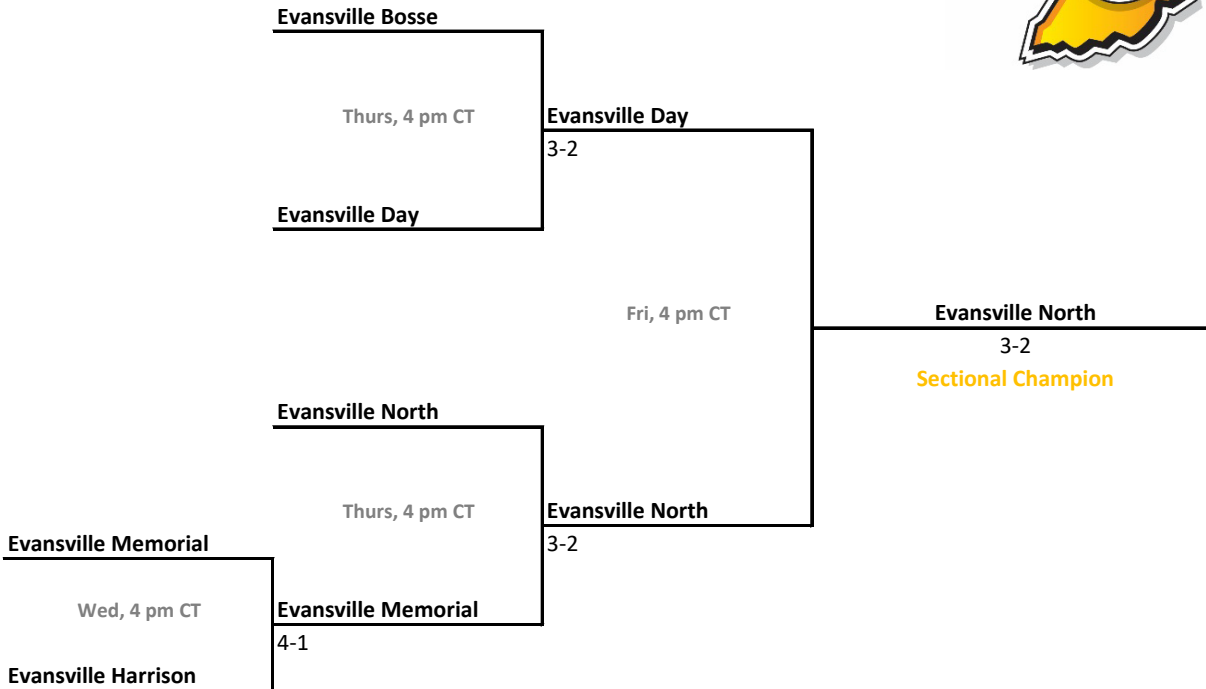 Evansville Bosse
Thurs, 4 pm CT
Evansville Day
3-2
Evansville Day
Fri, 4 pm CT
Evansville North
3-2
Sectional Champion
Evansville North
Thurs, 4 pm CT
Evansville North
3-2
Evansville Memorial
Wed, 4 pm CT
Evansville Memorial
4-1
Evansville Harrison